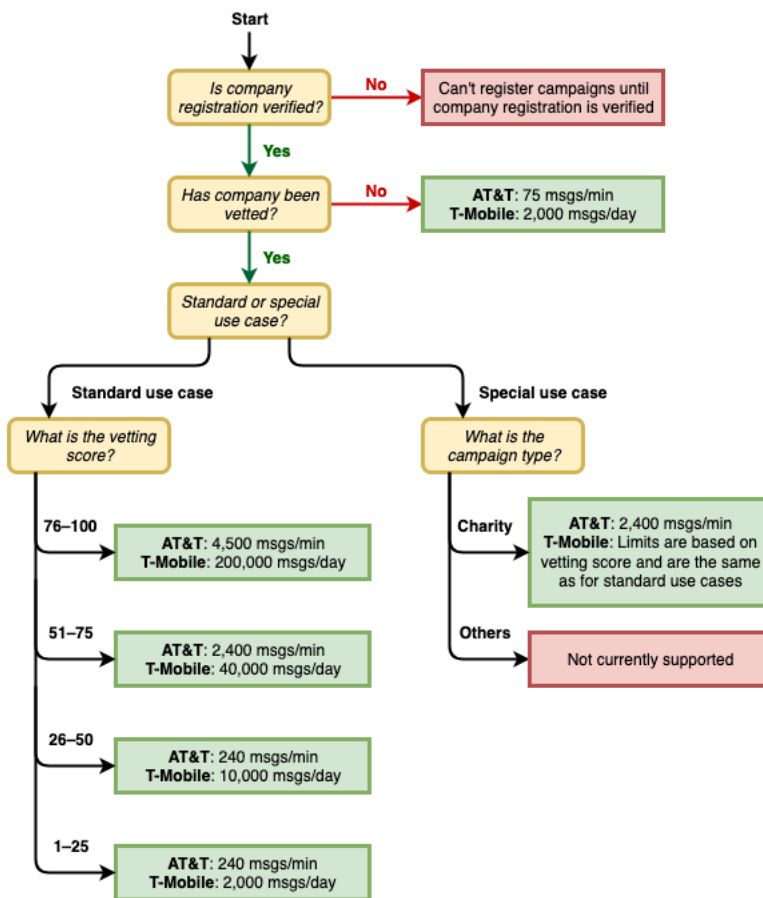 Start
Is company
registration verified?
No
Can't register campaigns until
company registration is verified
Yes
Has company been
vetted?
No
AT&T: 75 msgs/min
T-Mobile: 2,000 msgs/day
Yes
Standard or special
use case?
Standard use case
Special use case
What is the vetting
score?
What is the
campaign type?
76–100
AT&T: 4,500 msgs/min
T-Mobile: 200,000 msgs/day
Charity
AT&T: 2,400 msgs/min
T-Mobile: Limits are based on
vetting score and are the same
as for standard use cases
51–75
AT&T: 2,400 msgs/min
T-Mobile: 40,000 msgs/day
Others
Not currently supported
26–50
AT&T: 240 msgs/min
T-Mobile: 10,000 msgs/day
1–25
AT&T: 240 msgs/min
T-Mobile: 2,000 msgs/day